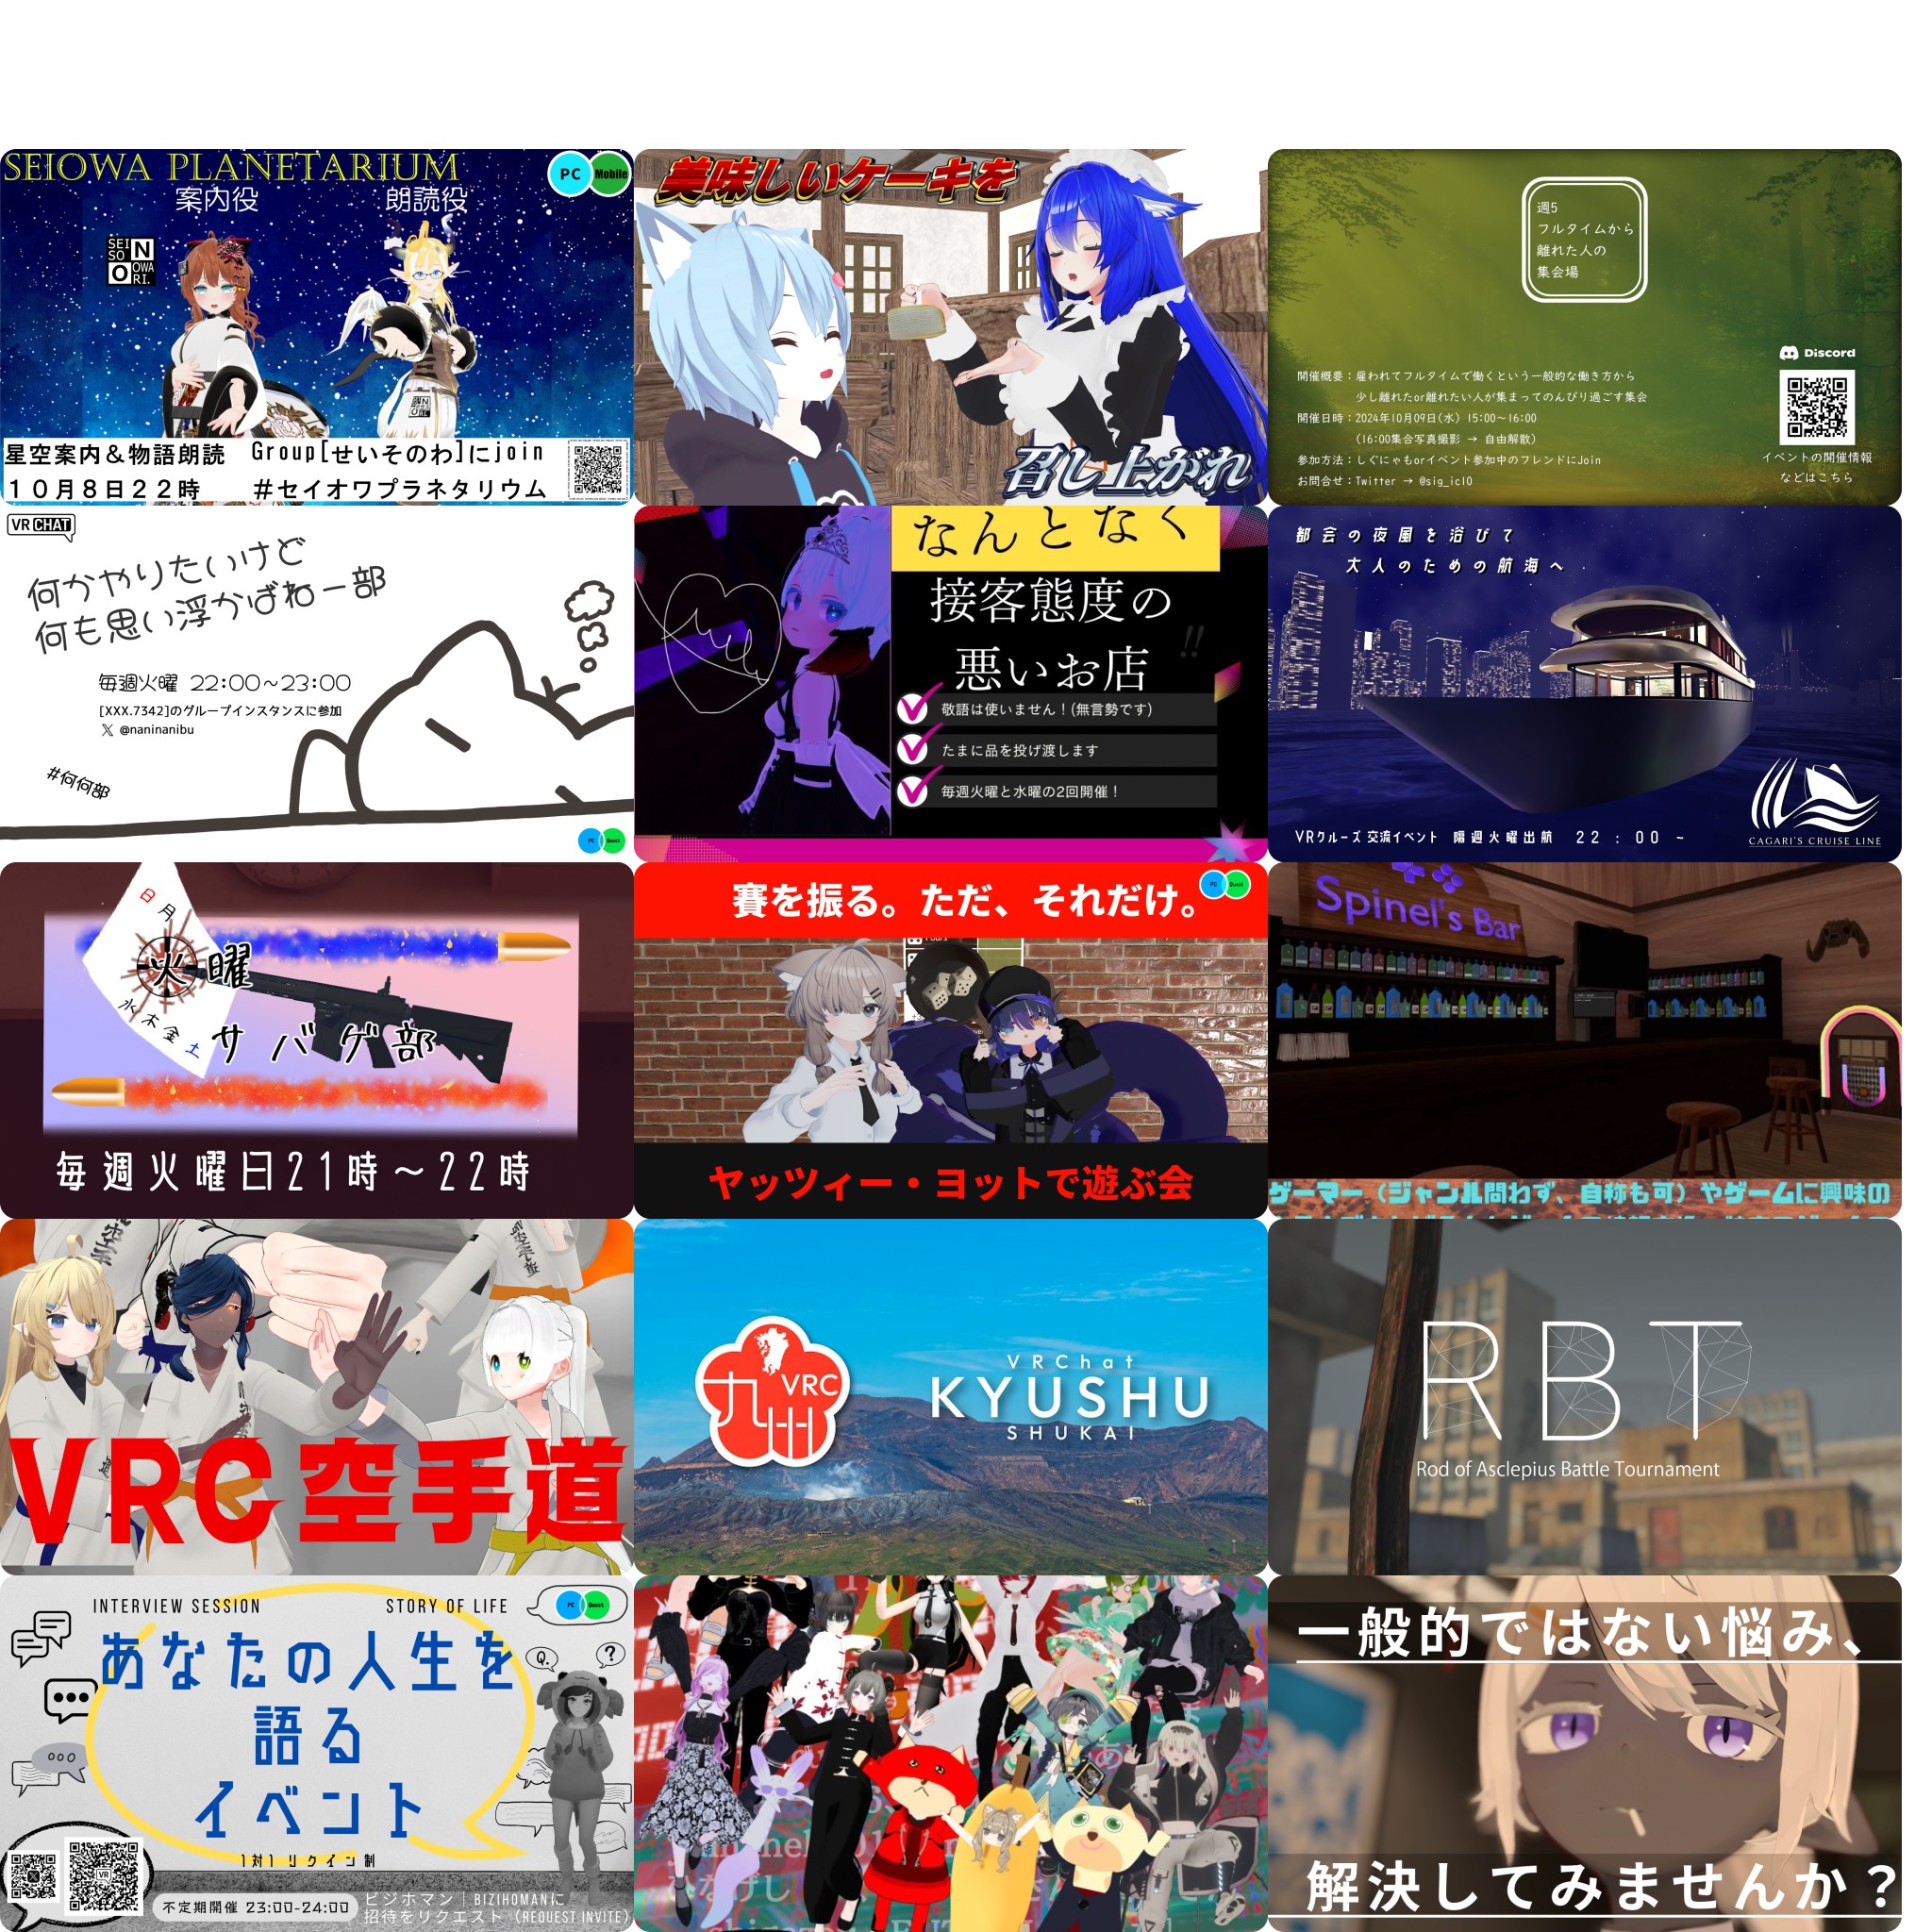 SEIOWA PLANETARIUM
案内役
朗読役
PC
Mobile
SEI
SO
N
O
OWA
RI.
星空案内&物語朗読
Group[せいそのわ]にjoin
10月8日22時
#セイオワプラネタリウム
美味しいケーキを
召し上がれ
週5
フルタイムから
離れた人の
集会場
開催概要:雇われてフルタイムで働くという一般的な働き方から
少し離れたor離れたい人が集まってのんびり過ごす集会
開催日時:2024年10月09日(水) 15:00~16:00
(16:00集合写真撮影 → 自由解散)
参加方法:しぐにゃもorイベント参加中のフレンドにJoin
お問合せ:Twitter → @sig_icl0
Discord
イベントの開催情報
などはこちら
VRCHAT
何かやりたいけど
何も思い浮かばねー部
毎週火曜 22:00~23:00
[XXX.7342]のグループインスタンスに参加
@naninanibu
#何何部
PC
Quest
なんとなく
接客態度の
悪いお店
!!
敬語は使いません!(無言勢です)
たまに品を投げ渡します
毎週火曜と水曜の2回開催!
都会の夜風を浴びて
大人のための航海へ
VRクルーズ 交流イベント 隔週火曜出航 22:00~
CAGARI'S CRUISE LINE
日
月
火曜
水
木
金
土
サバゲ部
毎週火曜日21時~22時
賽を振る。ただ、それだけ。
PC
Quest
ヤッツィー・ヨットで遊ぶ会
Spinel's Bar
ゲーマー(ジャンル問わず、自称も可)やゲームに興味の
VRC空手道
九州
VRC
VRChat
KYUSHU
SHUKAI
RBT
Rod of Asclepius Battle Tournament
INTERVIEW SESSION
STORY OF LIFE
PC
Quest
あなたの人生を
語る
イベント
Q.
?
1対1 リクイン制
不定期開催 23:00-24:00
ビジホマン|BIZIHOMANに
招待をリクエスト (REQUEST INVITE)
一般的ではない悩み、
解決してみませんか?